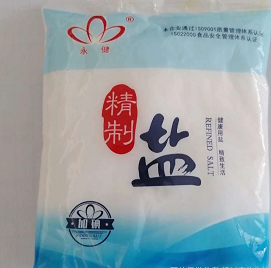 永健
®
本企业通过ISO9001质量管理体系认证
ISO22000食品安全管理体系认证
精制
盐
健康用盐 精致生活
REFINED SALT
加碘